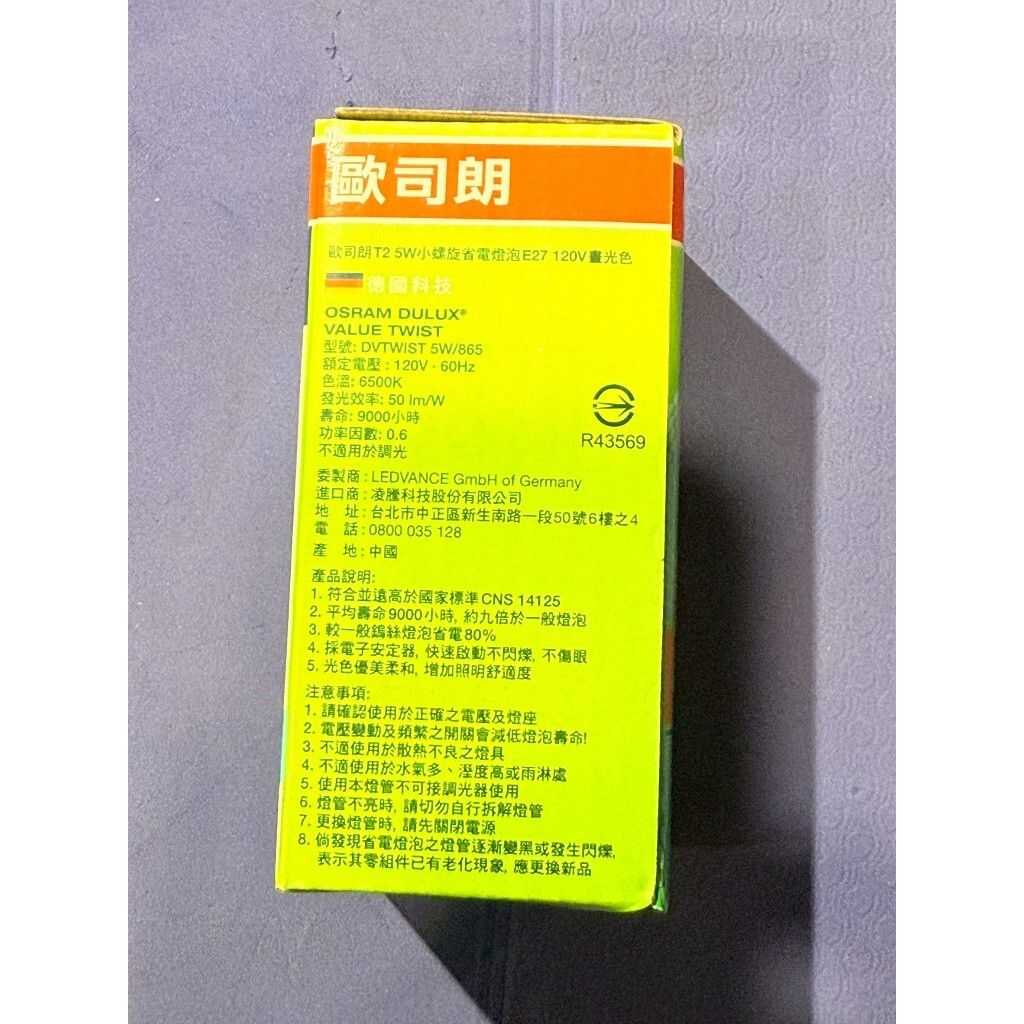 歐司朗
歐司朗T2 5W小螺旋省電燈泡E27 120V晝光色
德國科技
OSRAM DULUX®
VALUE TWIST
型號: DVTWIST 5W/865
額定電壓：120V、60Hz
色溫: 6500K
發光效率: 50 lm/W
壽命: 9000小時
功率因數: 0.6
不適用於調光
R43569
委製商：LEDVANCE GmbH of Germany
進口商：凌騰科技股份有限公司
地　址：台北市中正區新生南路一段50號6樓之4
電　話：0800 035 128
產　地：中國
產品說明:
1. 符合並遠高於國家標準CNS 14125
2. 平均壽命9000小時, 約九倍於一般燈泡
3. 較一般鎢絲燈泡省電80%
4. 採電子安定器, 快速啟動不閃爍, 不傷眼
5. 光色優美柔和, 增加照明舒適度
注意事項:
1. 請確認使用於正確之電壓及燈座
2. 電壓變動及頻繁之開關會減低燈泡壽命!
3. 不適使用於散熱不良之燈具
4. 不適使用於水氣多、溼度高或雨淋處
5. 使用本燈管不可接調光器使用
6. 燈管不亮時, 請切勿自行拆解燈管
7. 更換燈管時, 請先關閉電源
8. 倘發現省電燈泡之燈管逐漸變黑或發生閃爍,
表示其零組件已有老化現象, 應更換新品